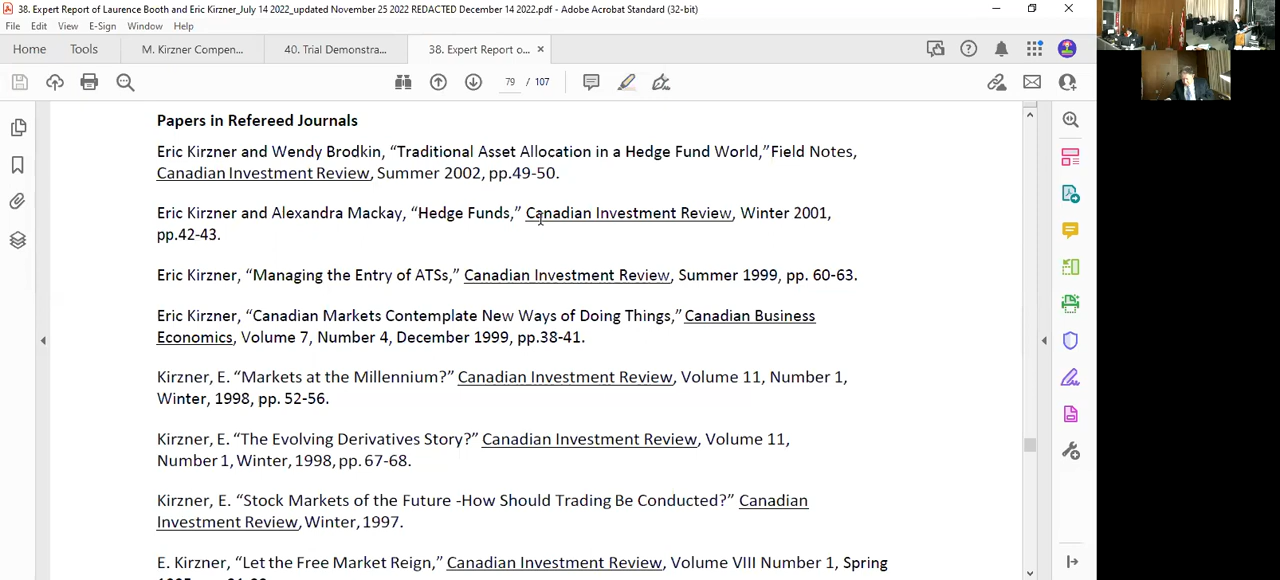 38. Expert Report of Laurence Booth and Eric Kirzner_July 14 2022_updated November 25 2022 REDACTED December 14 2022.pdf - Adobe Acrobat Standard (32-bit)
File Edit View E-Sign Window Help
Home Tools M. Kirzner Compen... 40. Trial Demonstra... 38. Expert Report o... ×
79 / 107
Papers in Refereed Journals
Eric Kirzner and Wendy Brodkin, “Traditional Asset Allocation in a Hedge Fund World,”Field Notes,
Canadian Investment Review, Summer 2002, pp.49-50.
Eric Kirzner and Alexandra Mackay, “Hedge Funds,” Canadian Investment Review, Winter 2001,
pp.42-43.
Eric Kirzner, “Managing the Entry of ATSs,” Canadian Investment Review, Summer 1999, pp. 60-63.
Eric Kirzner, “Canadian Markets Contemplate New Ways of Doing Things,” Canadian Business
Economics, Volume 7, Number 4, December 1999, pp.38-41.
Kirzner, E. “Markets at the Millennium?” Canadian Investment Review, Volume 11, Number 1,
Winter, 1998, pp. 52-56.
Kirzner, E. “The Evolving Derivatives Story?” Canadian Investment Review, Volume 11,
Number 1, Winter, 1998, pp. 67-68.
Kirzner, E. “Stock Markets of the Future -How Should Trading Be Conducted?” Canadian
Investment Review, Winter, 1997.
E. Kirzner, “Let the Free Market Reign,” Canadian Investment Review, Volume VIII Number 1, Spring